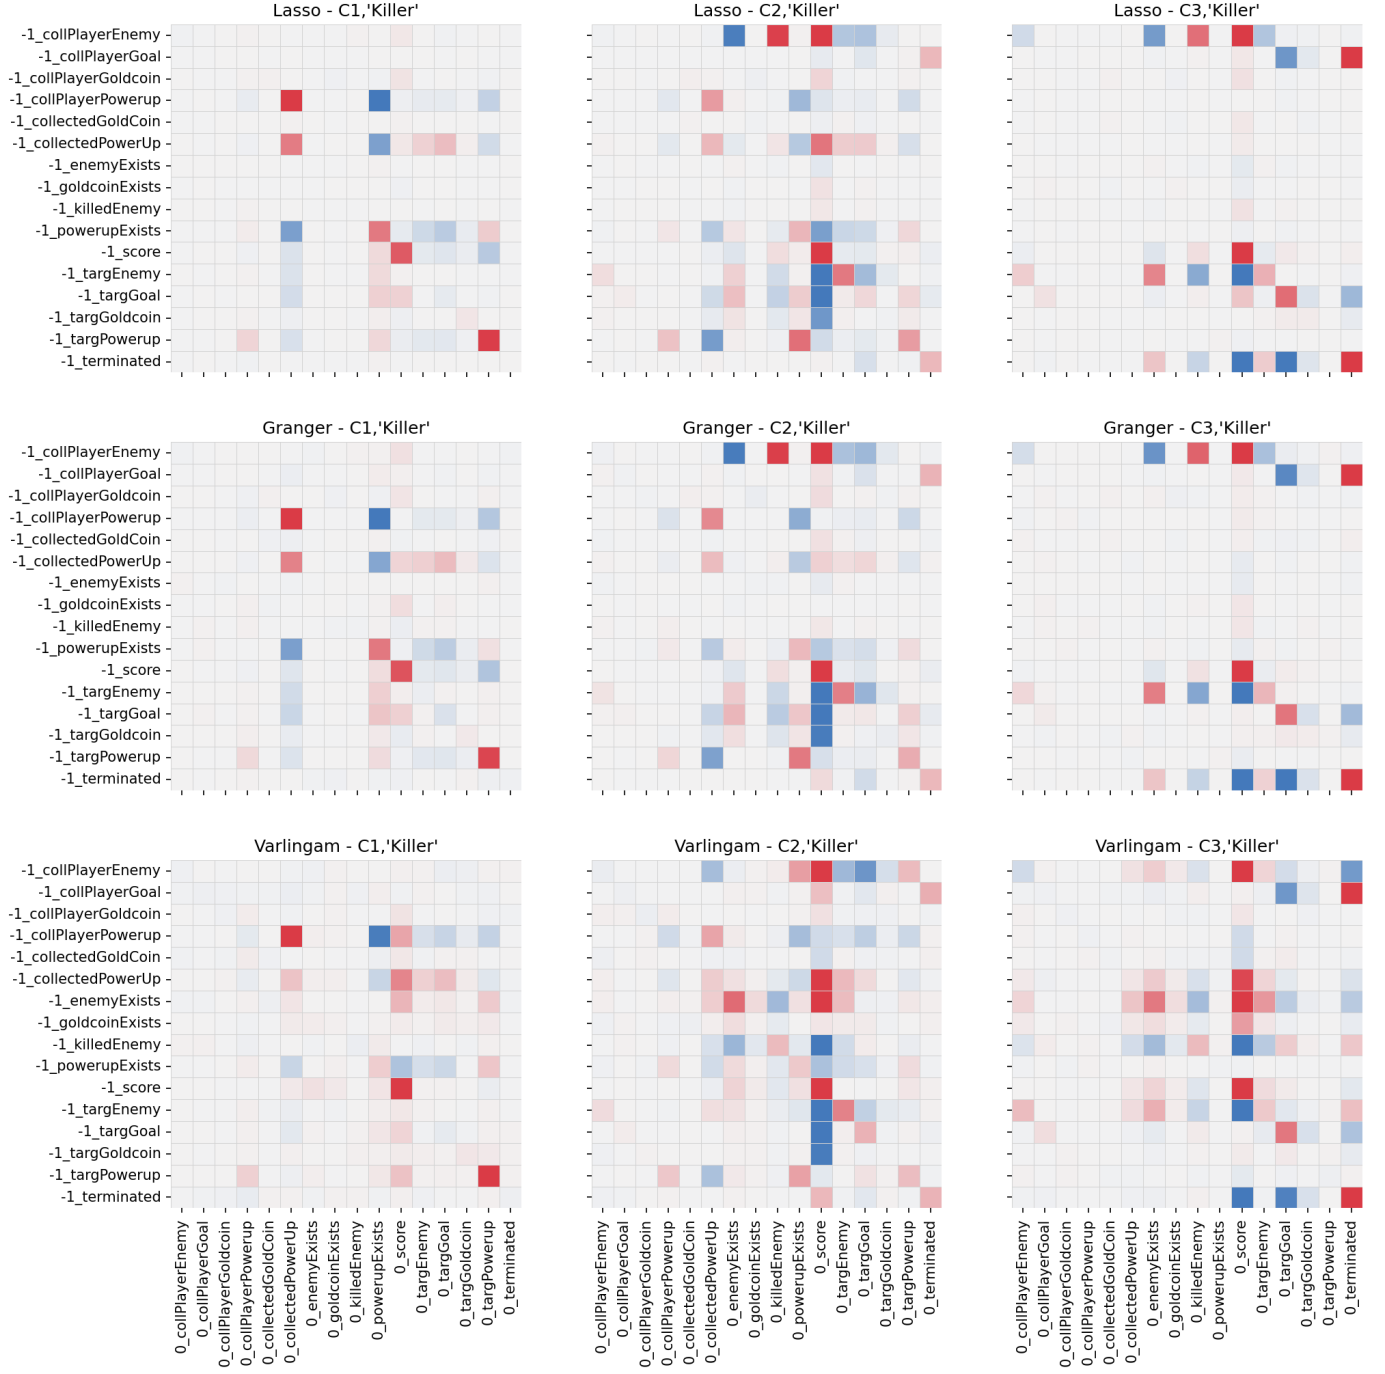 Lasso - C1,'Killer'
Lasso - C2,'Killer'
Lasso - C3,'Killer'
-1_collPlayerEnemy
-1_collPlayerGoal
-1_collPlayerGoldcoin
-1_collPlayerPowerup
-1_collectedGoldCoin
-1_collectedPowerUp
-1_enemyExists
-1_goldcoinExists
-1_killedEnemy
-1_powerupExists
-1_score
-1_targEnemy
-1_targGoal
-1_targGoldcoin
-1_targPowerup
-1_terminated
Granger - C1,'Killer'
Granger - C2,'Killer'
Granger - C3,'Killer'
-1_collPlayerEnemy
-1_collPlayerGoal
-1_collPlayerGoldcoin
-1_collPlayerPowerup
-1_collectedGoldCoin
-1_collectedPowerUp
-1_enemyExists
-1_goldcoinExists
-1_killedEnemy
-1_powerupExists
-1_score
-1_targEnemy
-1_targGoal
-1_targGoldcoin
-1_targPowerup
-1_terminated
Varlingam - C1,'Killer'
Varlingam - C2,'Killer'
Varlingam - C3,'Killer'
-1_collPlayerEnemy
-1_collPlayerGoal
-1_collPlayerGoldcoin
-1_collPlayerPowerup
-1_collectedGoldCoin
-1_collectedPowerUp
-1_enemyExists
-1_goldcoinExists
-1_killedEnemy
-1_powerupExists
-1_score
-1_targEnemy
-1_targGoal
-1_targGoldcoin
-1_targPowerup
-1_terminated
0_collPlayerEnemy
0_collPlayerGoal
0_collPlayerGoldcoin
0_collPlayerPowerup
0_collectedGoldCoin
0_collectedPowerUp
0_enemyExists
0_goldcoinExists
0_killedEnemy
0_powerupExists
0_score
0_targEnemy
0_targGoal
0_targGoldcoin
0_targPowerup
0_terminated
0_collPlayerEnemy
0_collPlayerGoal
0_collPlayerGoldcoin
0_collPlayerPowerup
0_collectedGoldCoin
0_collectedPowerUp
0_enemyExists
0_goldcoinExists
0_killedEnemy
0_powerupExists
0_score
0_targEnemy
0_targGoal
0_targGoldcoin
0_targPowerup
0_terminated
0_collPlayerEnemy
0_collPlayerGoal
0_collPlayerGoldcoin
0_collPlayerPowerup
0_collectedGoldCoin
0_collectedPowerUp
0_enemyExists
0_goldcoinExists
0_killedEnemy
0_powerupExists
0_score
0_targEnemy
0_targGoal
0_targGoldcoin
0_targPowerup
0_terminated